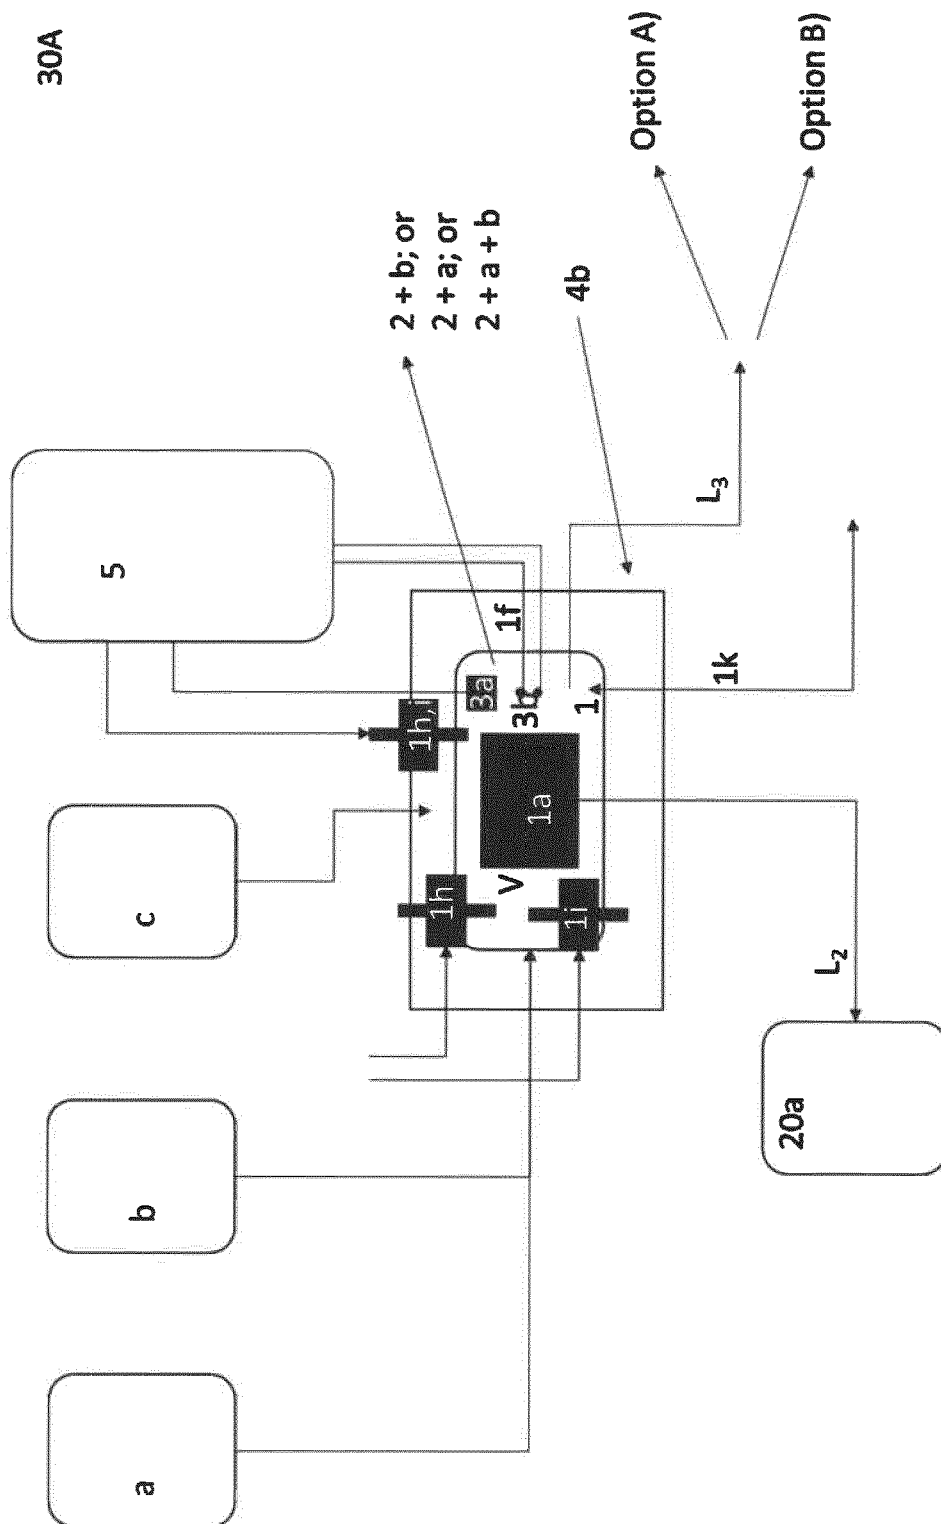 30A
a
b
c
5
2 + b; or
2 + a; or
2 + a + b
1h,i
1h
3a
V
1f
3b
1a
1i
4b
1
Option A)
L₃
1k
20a
Option B)
L₂